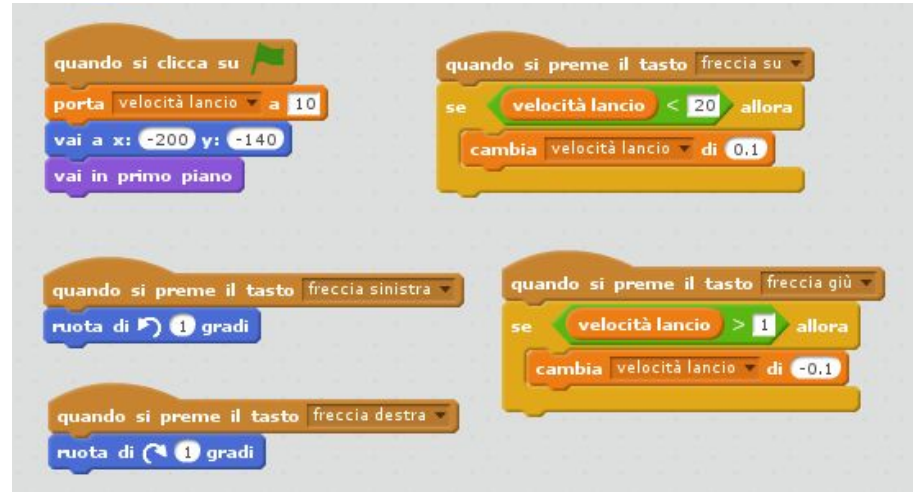 quando si clicca su
porta velocità lancio a 10
vai a x: -200 y: -140
vai in primo piano
quando si preme il tasto freccia su
se velocità lancio < 20 allora
cambia velocità lancio di 0.1
quando si preme il tasto freccia sinistra
ruota di 1 gradi
quando si preme il tasto freccia destra
ruota di 1 gradi
quando si preme il tasto freccia giù
se velocità lancio > 1 allora
cambia velocità lancio di -0.1